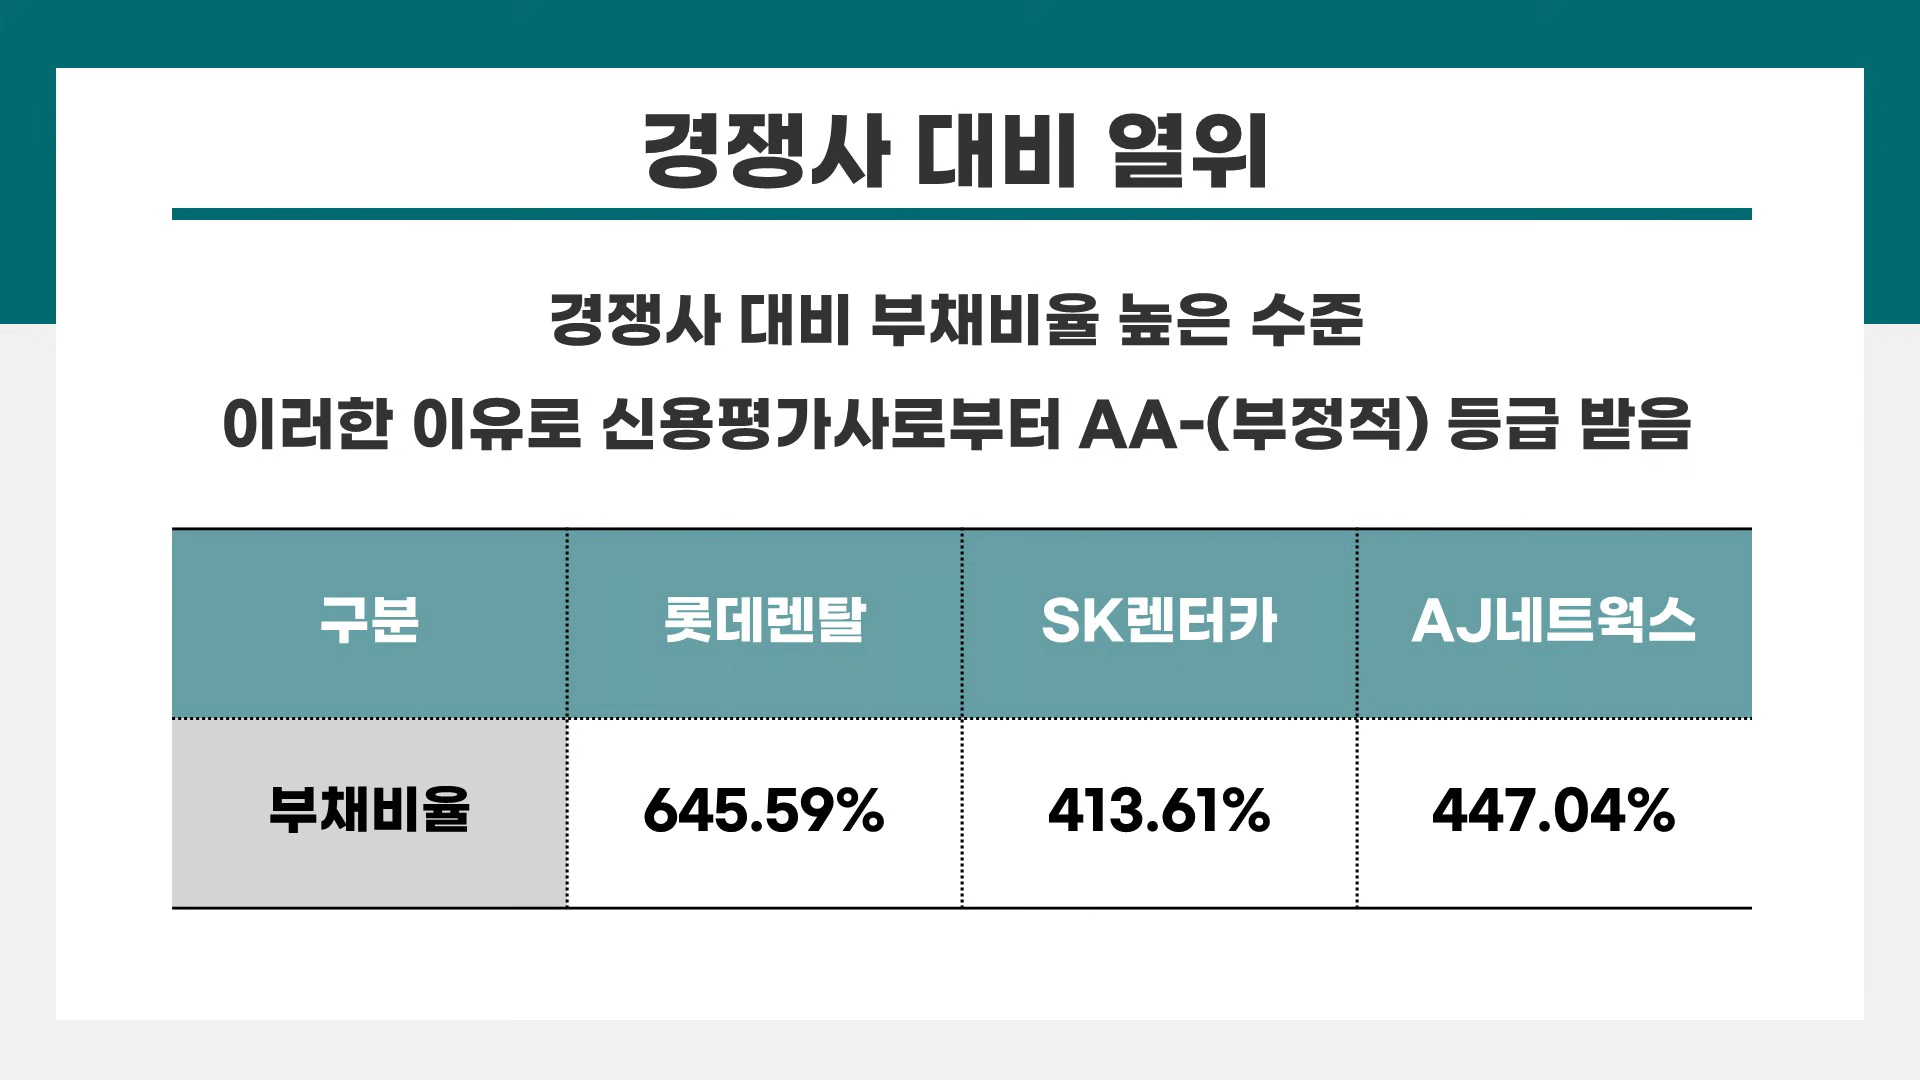 경쟁사 대비 열위
경쟁사 대비 부채비율 높은 수준
이러한 이유로 신용평가사로부터 AA-(부정적) 등급 받음
구분 롯데렌탈 SK렌터카 AJ네트웍스
부채비율 645.59% 413.61% 447.04%